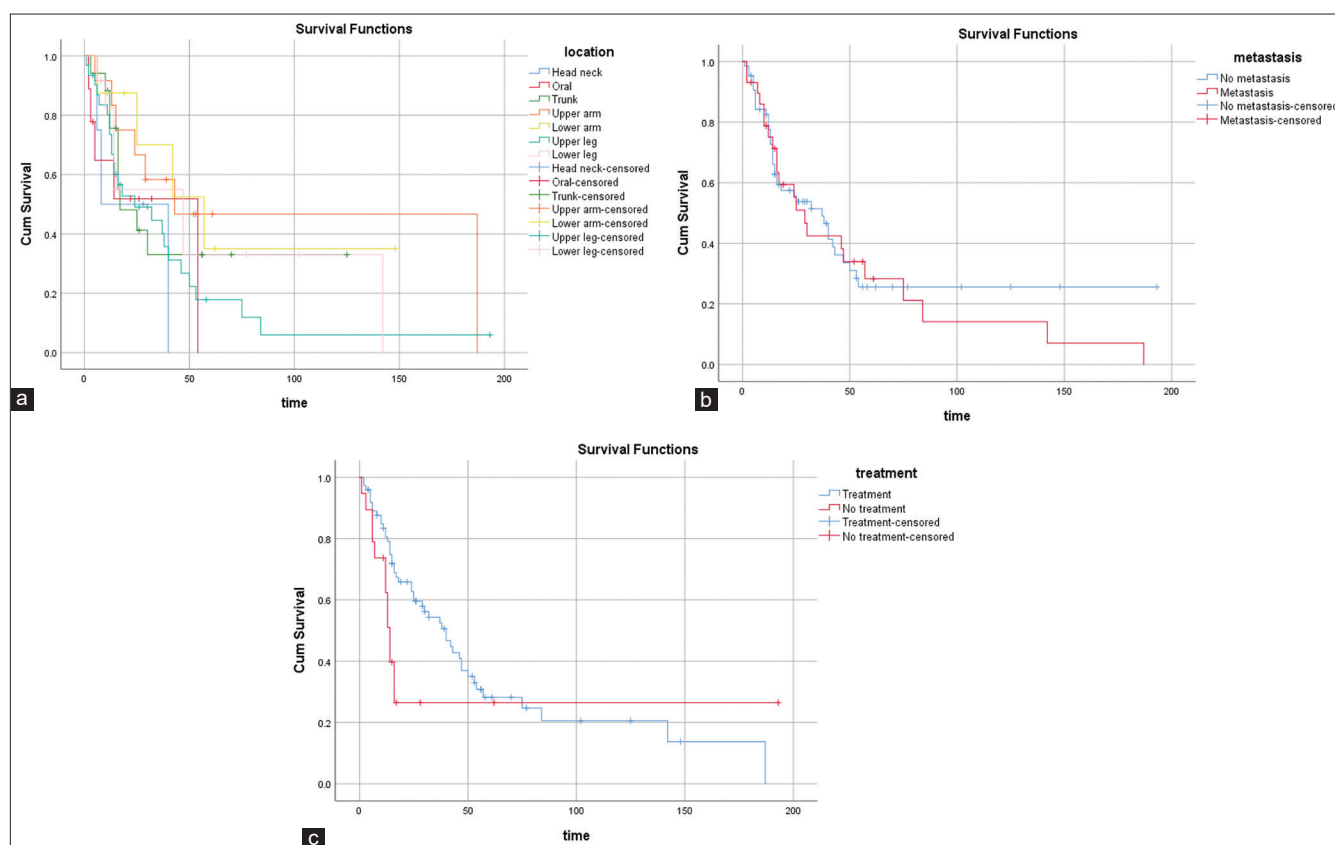 Survival Functions
location
Head neck
Oral
Trunk
Upper arm
Lower arm
Upper leg
Lower leg
Head neck-censored
Oral-censored
Trunk-censored
Upper arm-censored
Lower arm-censored
Upper leg-censored
Lower leg-censored
Cum Survival
1.0
0.8
0.6
0.4
0.2
0.0
0 50 100 150 200
time
a
Survival Functions
metastasis
No metastasis
Metastasis
No metastasis-censored
Metastasis-censored
Cum Survival
1.0
0.8
0.6
0.4
0.2
0.0
0 50 100 150 200
time
b
Survival Functions
treatment
Treatment
No treatment
Treatment-censored
No treatment-censored
Cum Survival
1.0
0.8
0.6
0.4
0.2
0.0
0 50 100 150 200
time
c